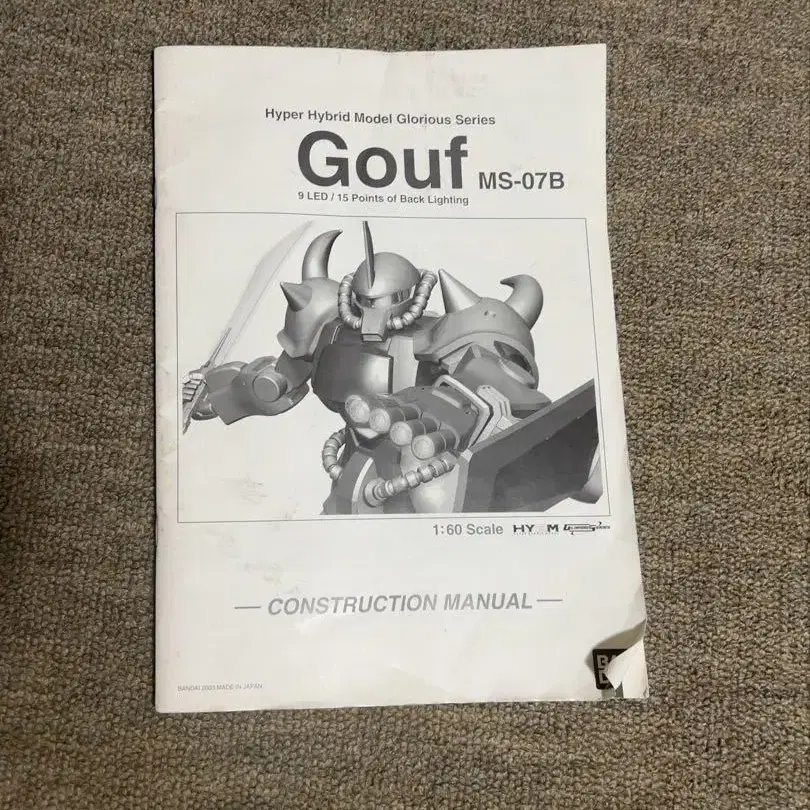 Hyper Hybrid Model Glorious Series
Gouf MS-07B
9 LED / 15 Points of Back Lighting
1:60 Scale HY2M
— CONSTRUCTION MANUAL —
BANDAI 2003 MADE IN JAPAN